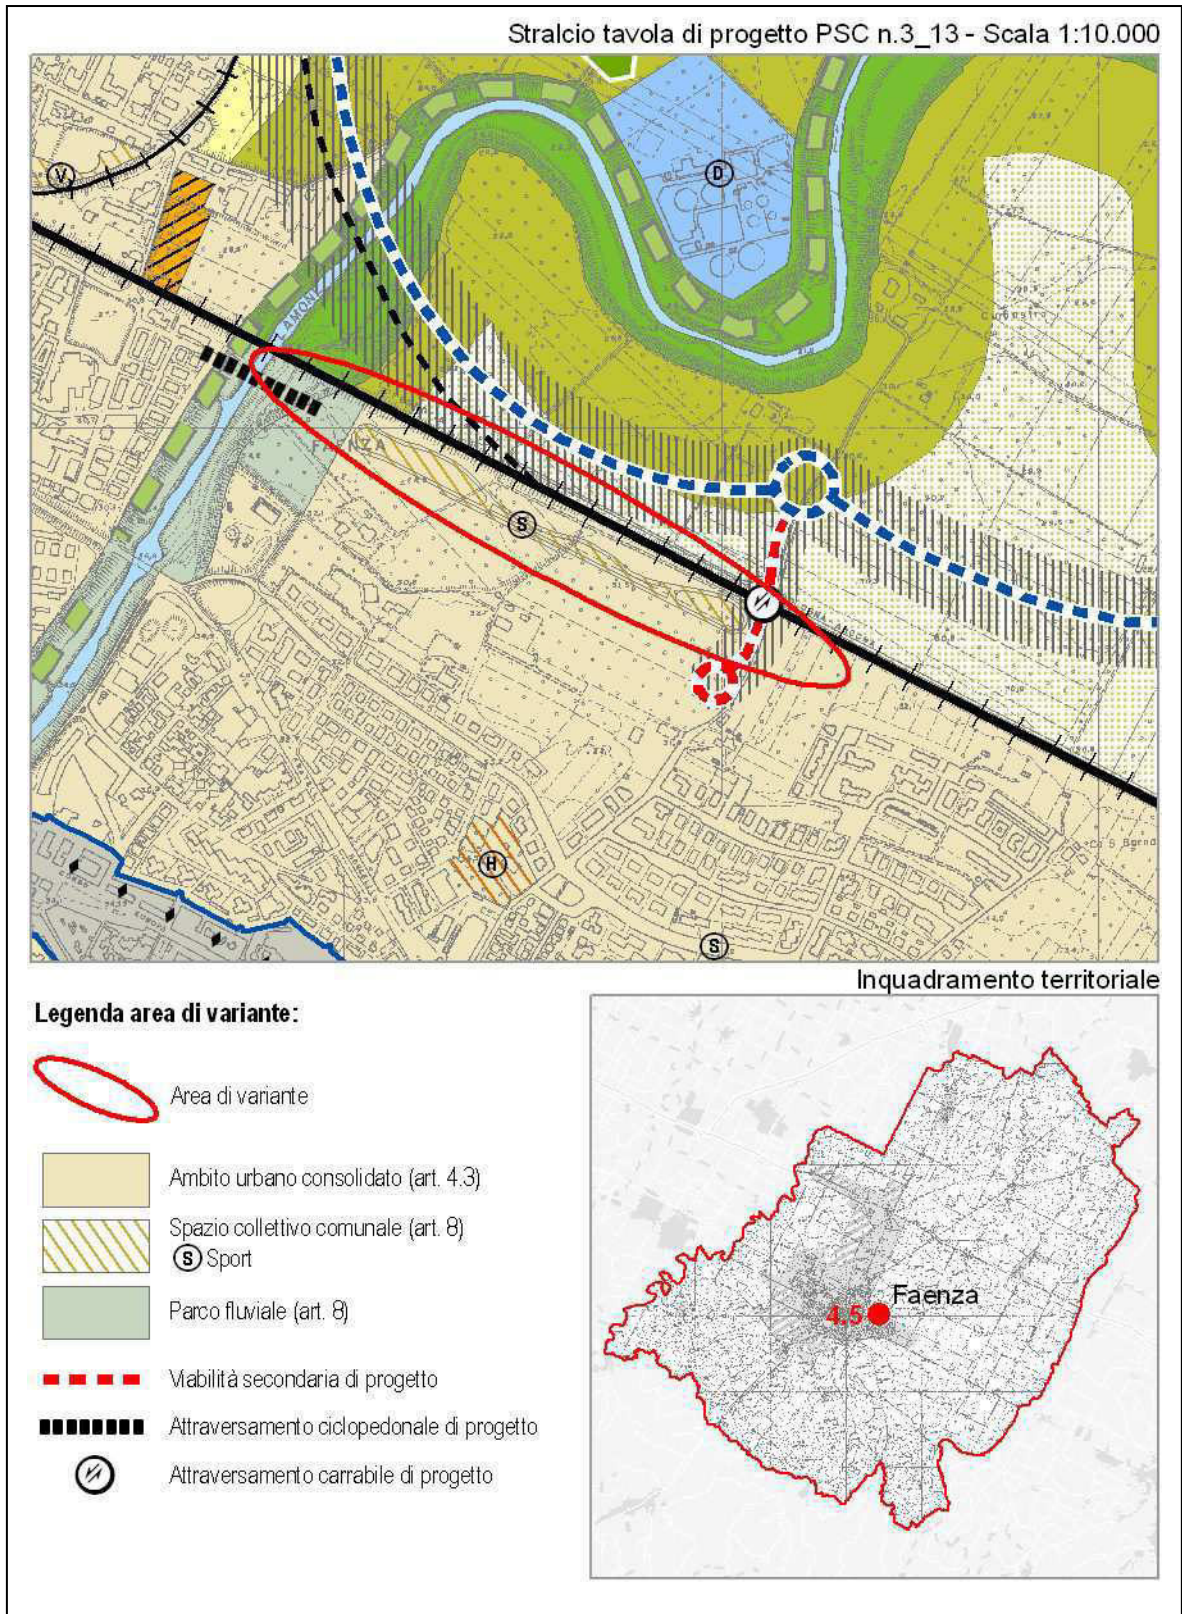 Stralcio tavola di progetto PSC n.3_13 - Scala 1:10.000
V
D
LAMONE
FAENZA
S
H
S
Inquadramento territoriale
Legenda area di variante:
Area di variante
Ambito urbano consolidato (art. 4.3)
Spazio collettivo comunale (art. 8)
S Sport
Parco fluviale (art. 8)
Viabilità secondaria di progetto
Attraversamento ciclopedonale di progetto
Attraversamento carrabile di progetto
Faenza
4.5